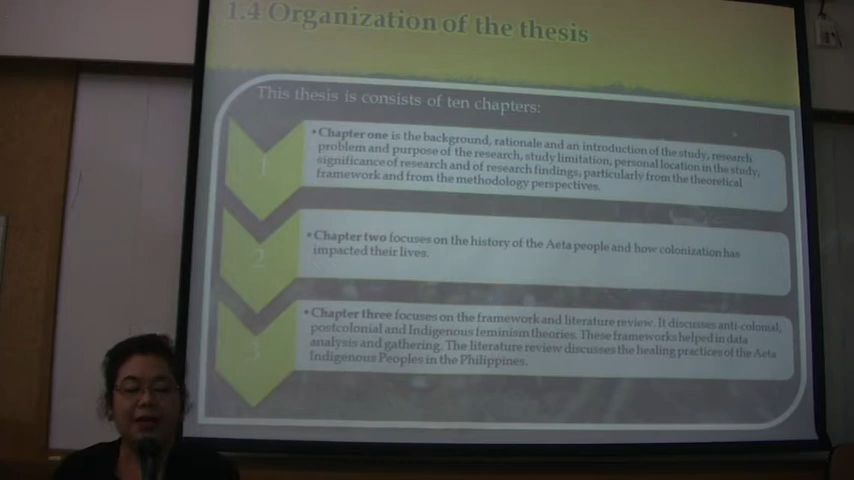 1.4 Organization of the thesis
This thesis is consists of ten chapters:
1
• Chapter one is the background, rationale and an introduction of the study, research
problem and purpose of the research, study limitation, personal location in the study,
significance of research and of research findings, particularly from the theoretical
framework and from the methodology perspectives.
2
• Chapter two focuses on the history of the Aeta people and how colonization has
impacted their lives.
3
• Chapter three focuses on the framework and literature review. It discusses anti-colonial,
postcolonial and Indigenous feminism theories. These frameworks helped in data
analysis and gathering. The literature review discusses the healing practices of the Aeta
Indigenous Peoples in the Philippines.